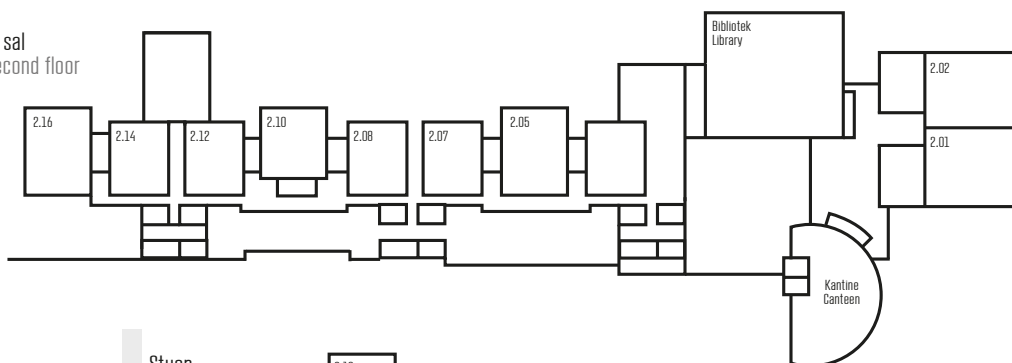 sal
econd floor
Bibliotek
Library
2.02
2.16
2.14
2.12
2.10
2.08
2.07
2.05
2.01
Kantine
Canteen